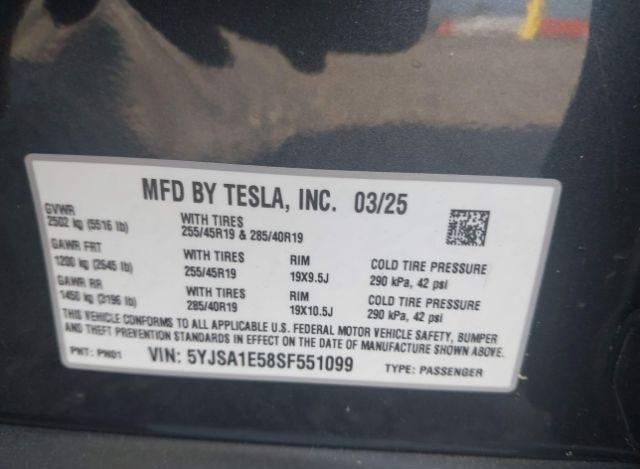 MFD BY TESLA, INC. 03/25
GVWR
2502 kg (5516 lb)
WITH TIRES
255/45R19 & 285/40R19
GAWR FRT
1200 kg (2645 lb)
WITH TIRES
255/45R19
RIM
19X9.5J
COLD TIRE PRESSURE
290 kPa, 42 psi
GAWR RR
1450 kg (3196 lb)
WITH TIRES
285/40R19
RIM
19X10.5J
COLD TIRE PRESSURE
290 kPa, 42 psi
THIS VEHICLE CONFORMS TO ALL APPLICABLE U.S. FEDERAL MOTOR VEHICLE SAFETY, BUMPER
AND THEFT PREVENTION STANDARDS IN EFFECT ON THE DATE OF MANUFACTURE SHOWN ABOVE.
PNT: PN01 VIN: 5YJSA1E58SF551099 TYPE: PASSENGER